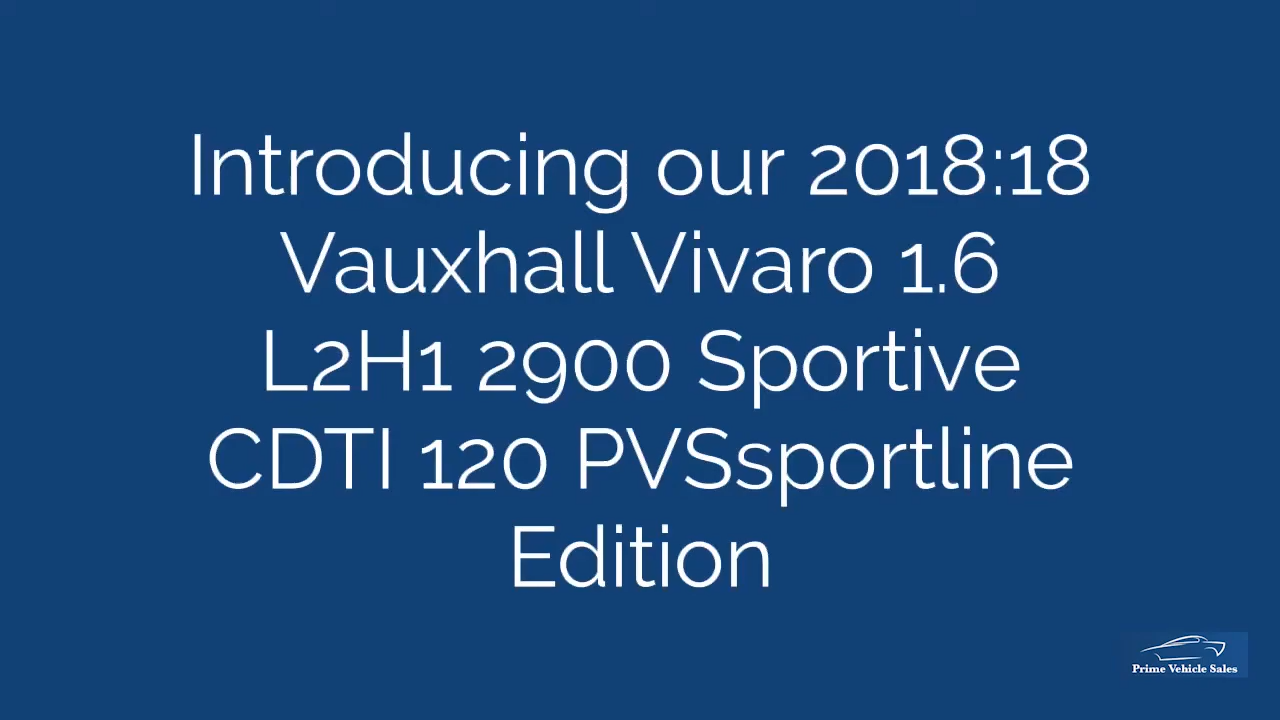 Introducing our 2018:18
Vauxhall Vivaro 1.6
L2H1 2900 Sportive
CDTI 120 PVSsportline
Edition
Prime Vehicle Sales